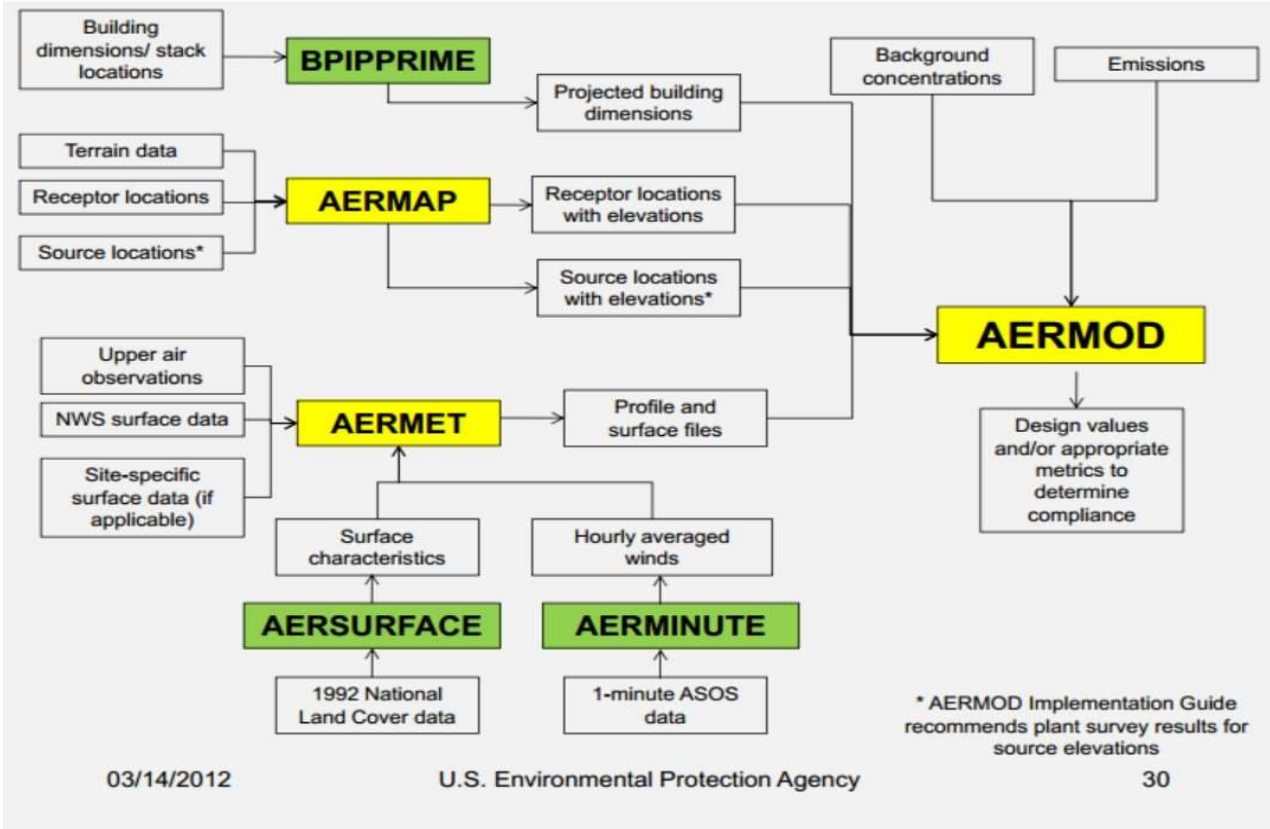 Building
dimensions/ stack
locations
BPIPPRIME
Projected building
dimensions
Background
concentrations
Emissions
Terrain data
Receptor locations
Source locations*
AERMAP
Receptor locations
with elevations
Source locations
with elevations*
AERMOD
Upper air
observations
NWS surface data
Site-specific
surface data (if
applicable)
AERMET
Profile and
surface files
Design values
and/or appropriate
metrics to
determine
compliance
Surface
characteristics
Hourly averaged
winds
AERSURFACE
AERMINUTE
1992 National
Land Cover data
1-minute ASOS
data
* AERMOD Implementation Guide
recommends plant survey results for
source elevations
03/14/2012
U.S. Environmental Protection Agency
30